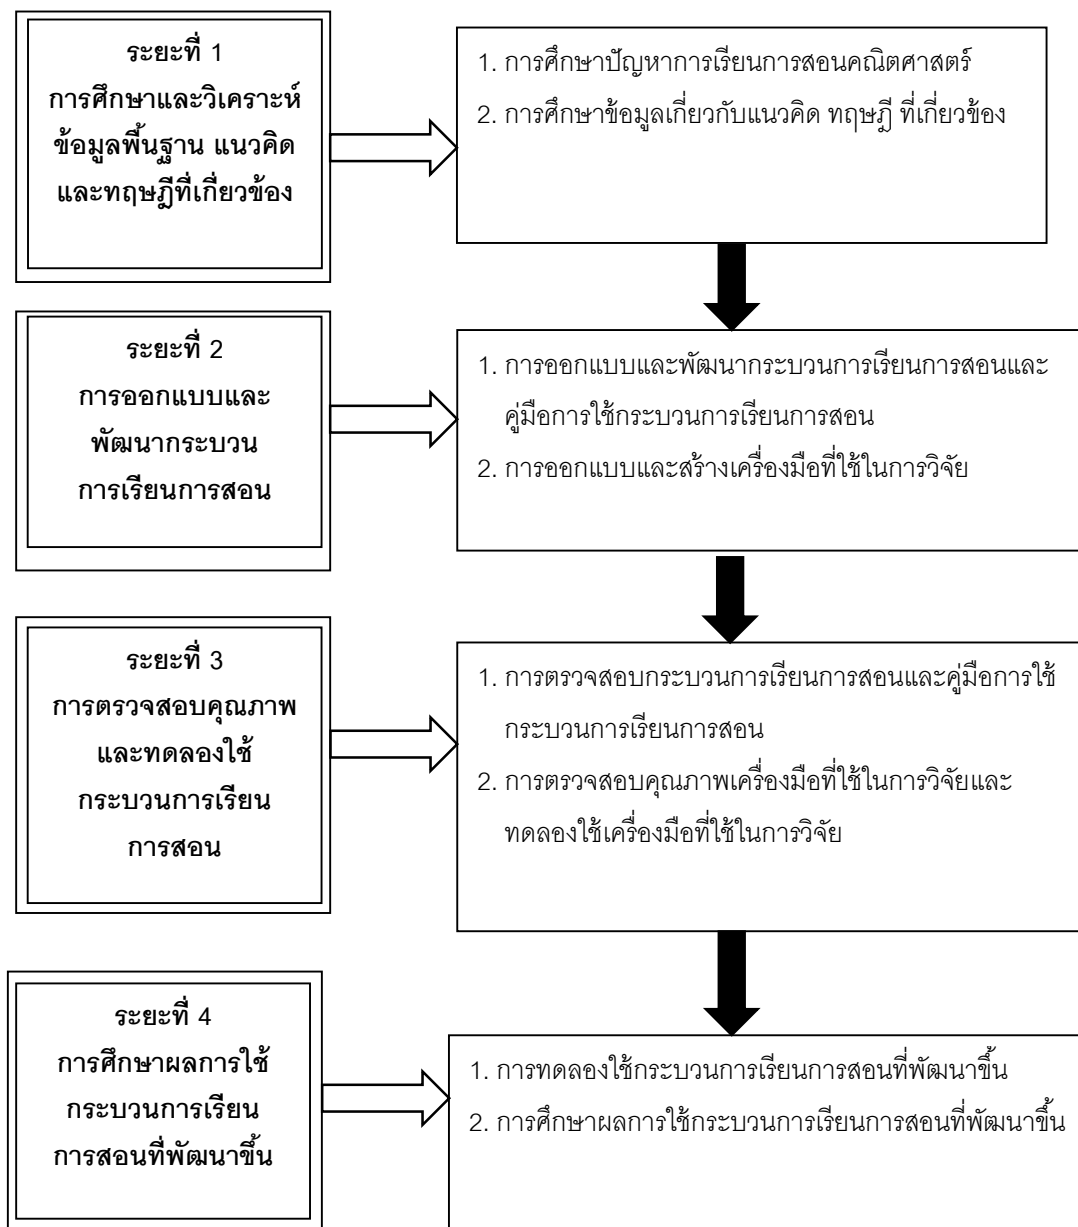 ระยะที่ 1
การศึกษาและวิเคราะห์
ข้อมูลพื้นฐาน แนวคิด
และทฤษฎีที่เกี่ยวข้อง
1. การศึกษาปัญหาการเรียนการสอนคณิตศาสตร์
2. การศึกษาข้อมูลเกี่ยวกับแนวคิด ทฤษฎี ที่เกี่ยวข้อง
ระยะที่ 2
การออกแบบและ
พัฒนากระบวน
การเรียนการสอน
1. การออกแบบและพัฒนากระบวนการเรียนการสอนและ
คู่มือการใช้กระบวนการเรียนการสอน
2. การออกแบบและสร้างเครื่องมือที่ใช้ในการวิจัย
ระยะที่ 3
การตรวจสอบคุณภาพ
และทดลองใช้
กระบวนการเรียน
การสอน
1. การตรวจสอบกระบวนการเรียนการสอนและคู่มือการใช้
กระบวนการเรียนการสอน
2. การตรวจสอบคุณภาพเครื่องมือที่ใช้ในการวิจัยและ
ทดลองใช้เครื่องมือที่ใช้ในการวิจัย
ระยะที่ 4
การศึกษาผลการใช้
กระบวนการเรียน
การสอนที่พัฒนาขึ้น
1. การทดลองใช้กระบวนการเรียนการสอนที่พัฒนาขึ้น
2. การศึกษาผลการใช้กระบวนการเรียนการสอนที่พัฒนาขึ้น